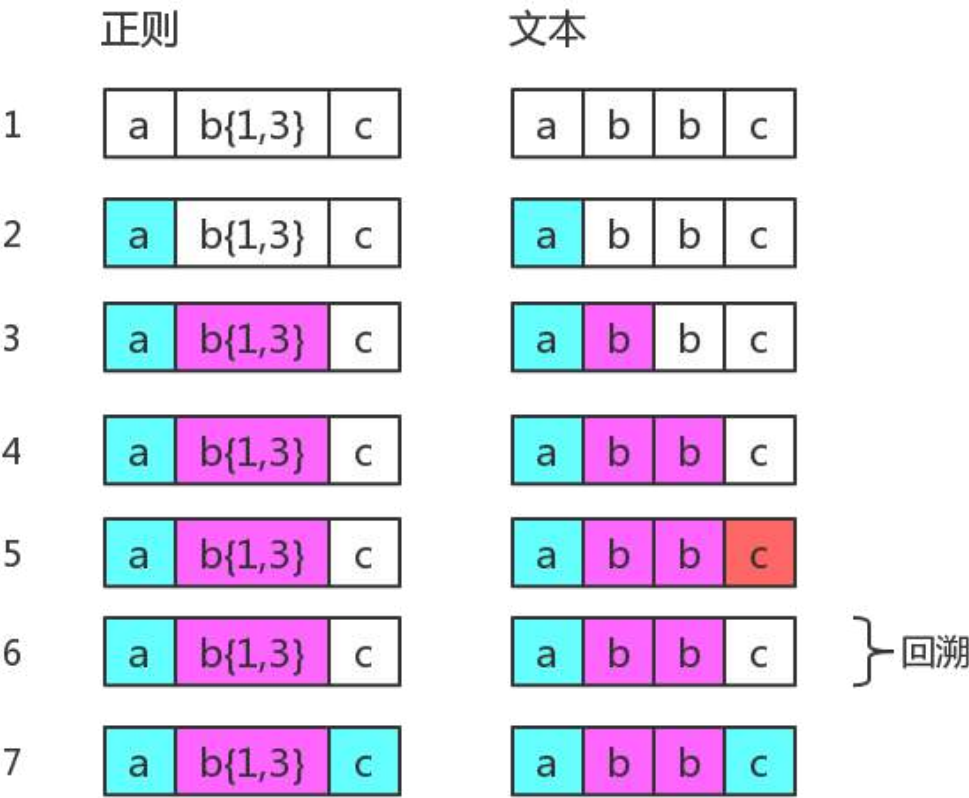 正则 文本
1 a b{1,3} c a b b c
2 a b{1,3} c a b b c
3 a b{1,3} c a b b c
4 a b{1,3} c a b b c
5 a b{1,3} c a b b c
6 a b{1,3} c a b b c 回溯
7 a b{1,3} c a b b c